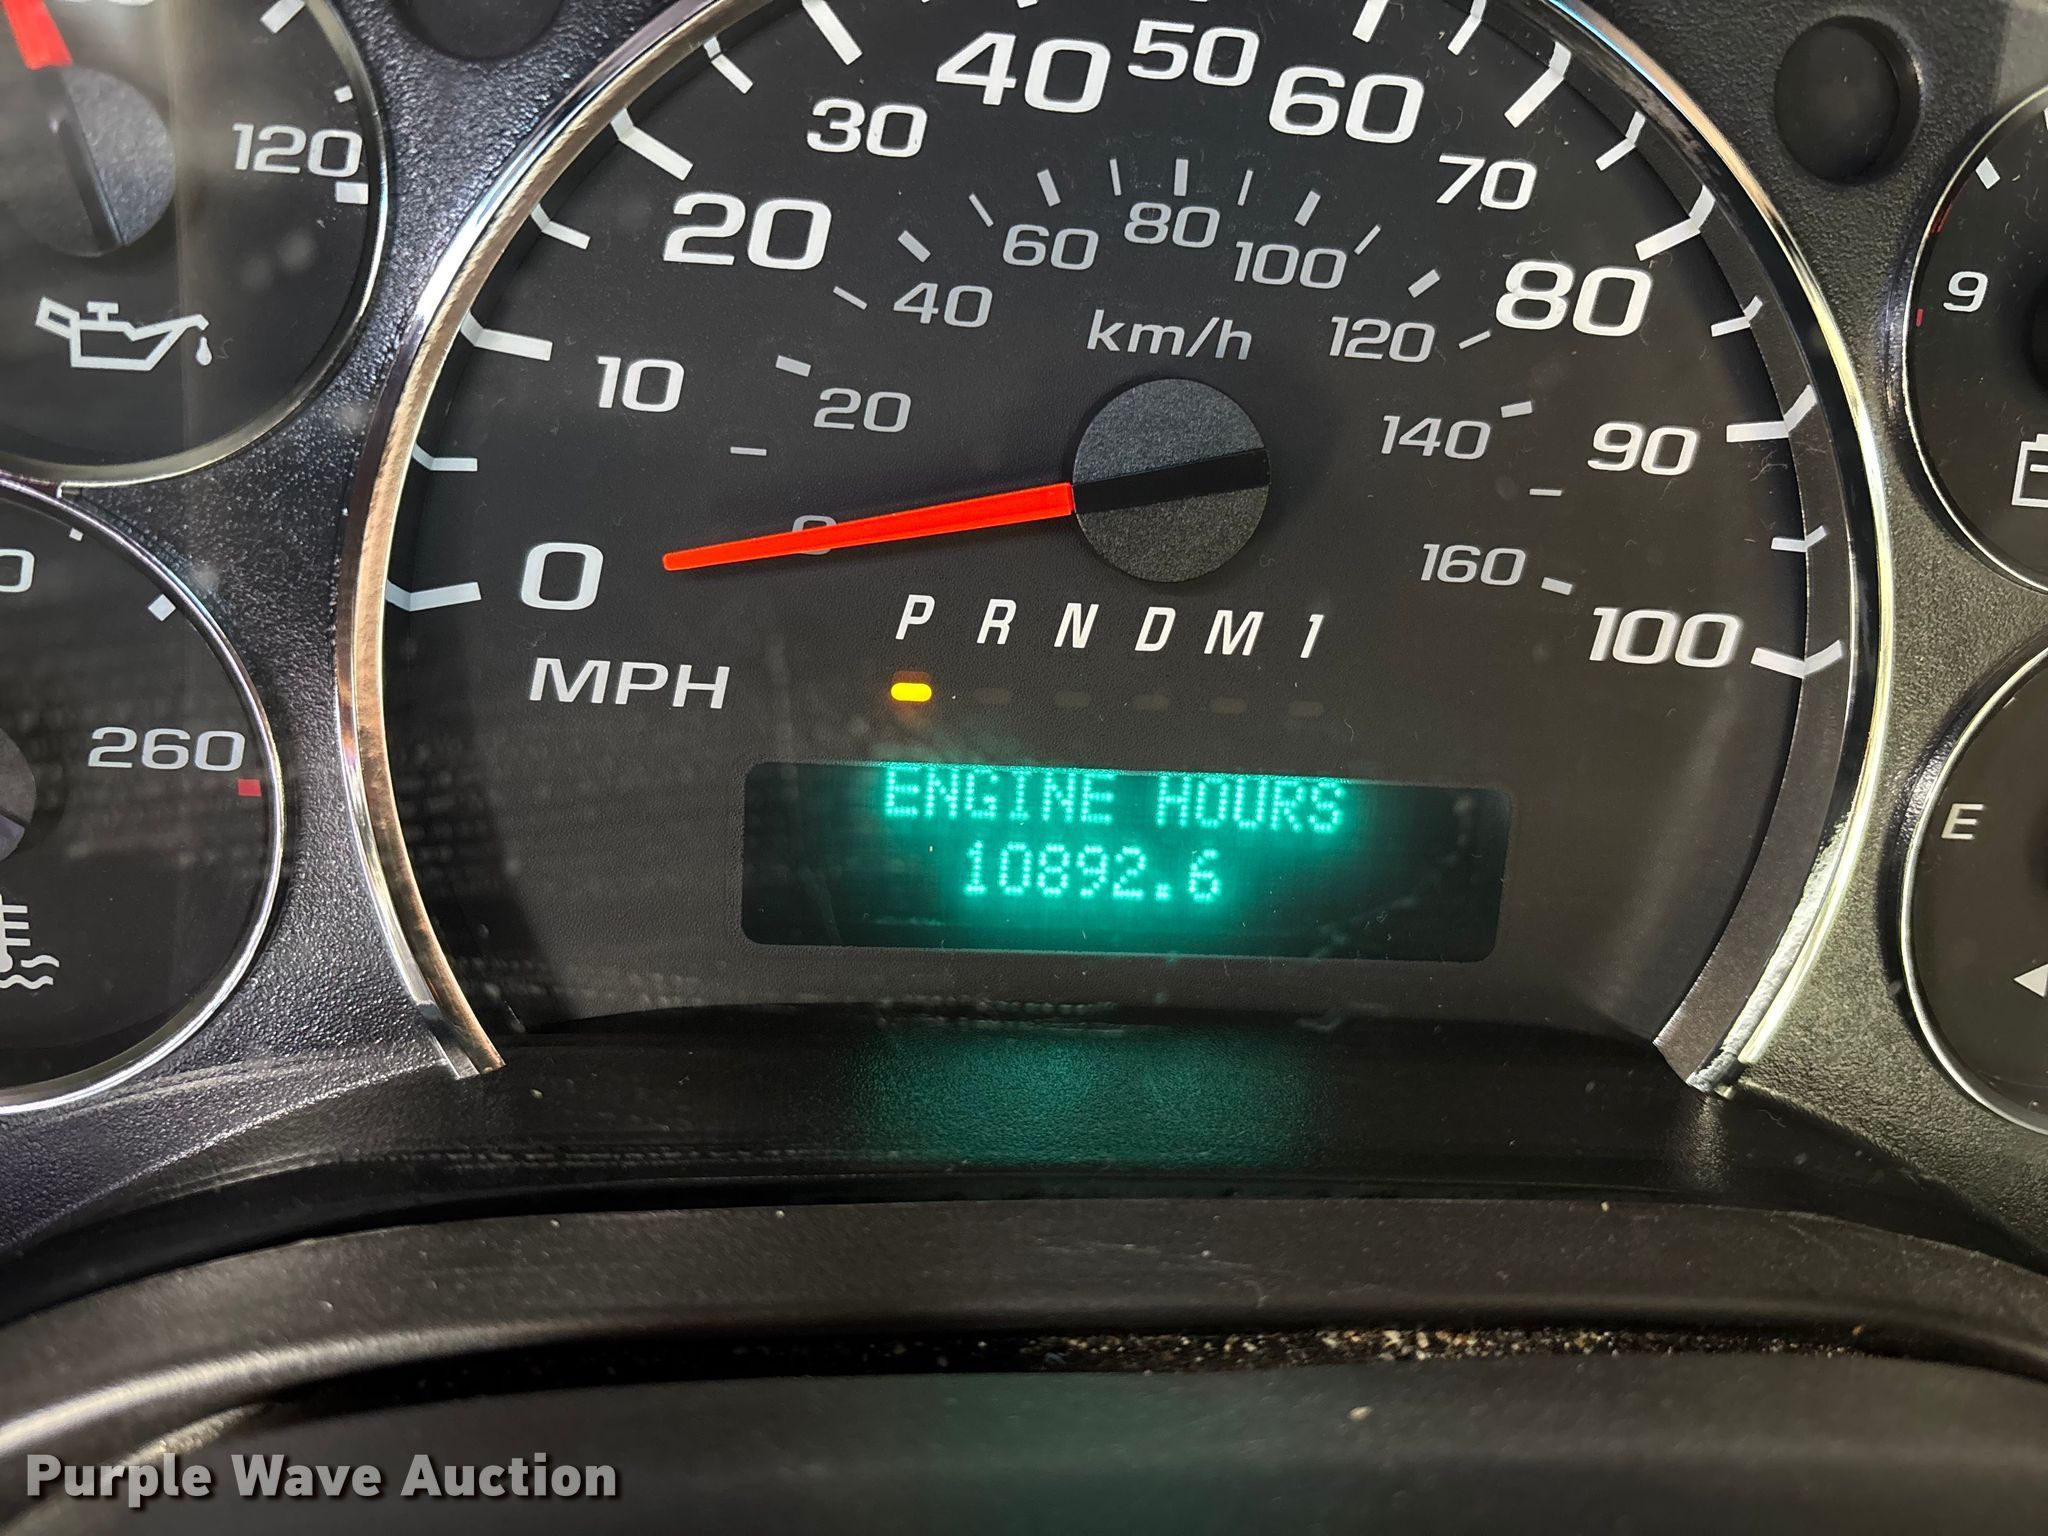 40 50 60
30 70
120
20 60 80 100 80
40 km/h 120
9
10 20 140 90
0 160
100
P R N D M 1
MPH
260
ENGINE HOURS
10892.6
E
Purple Wave Auction